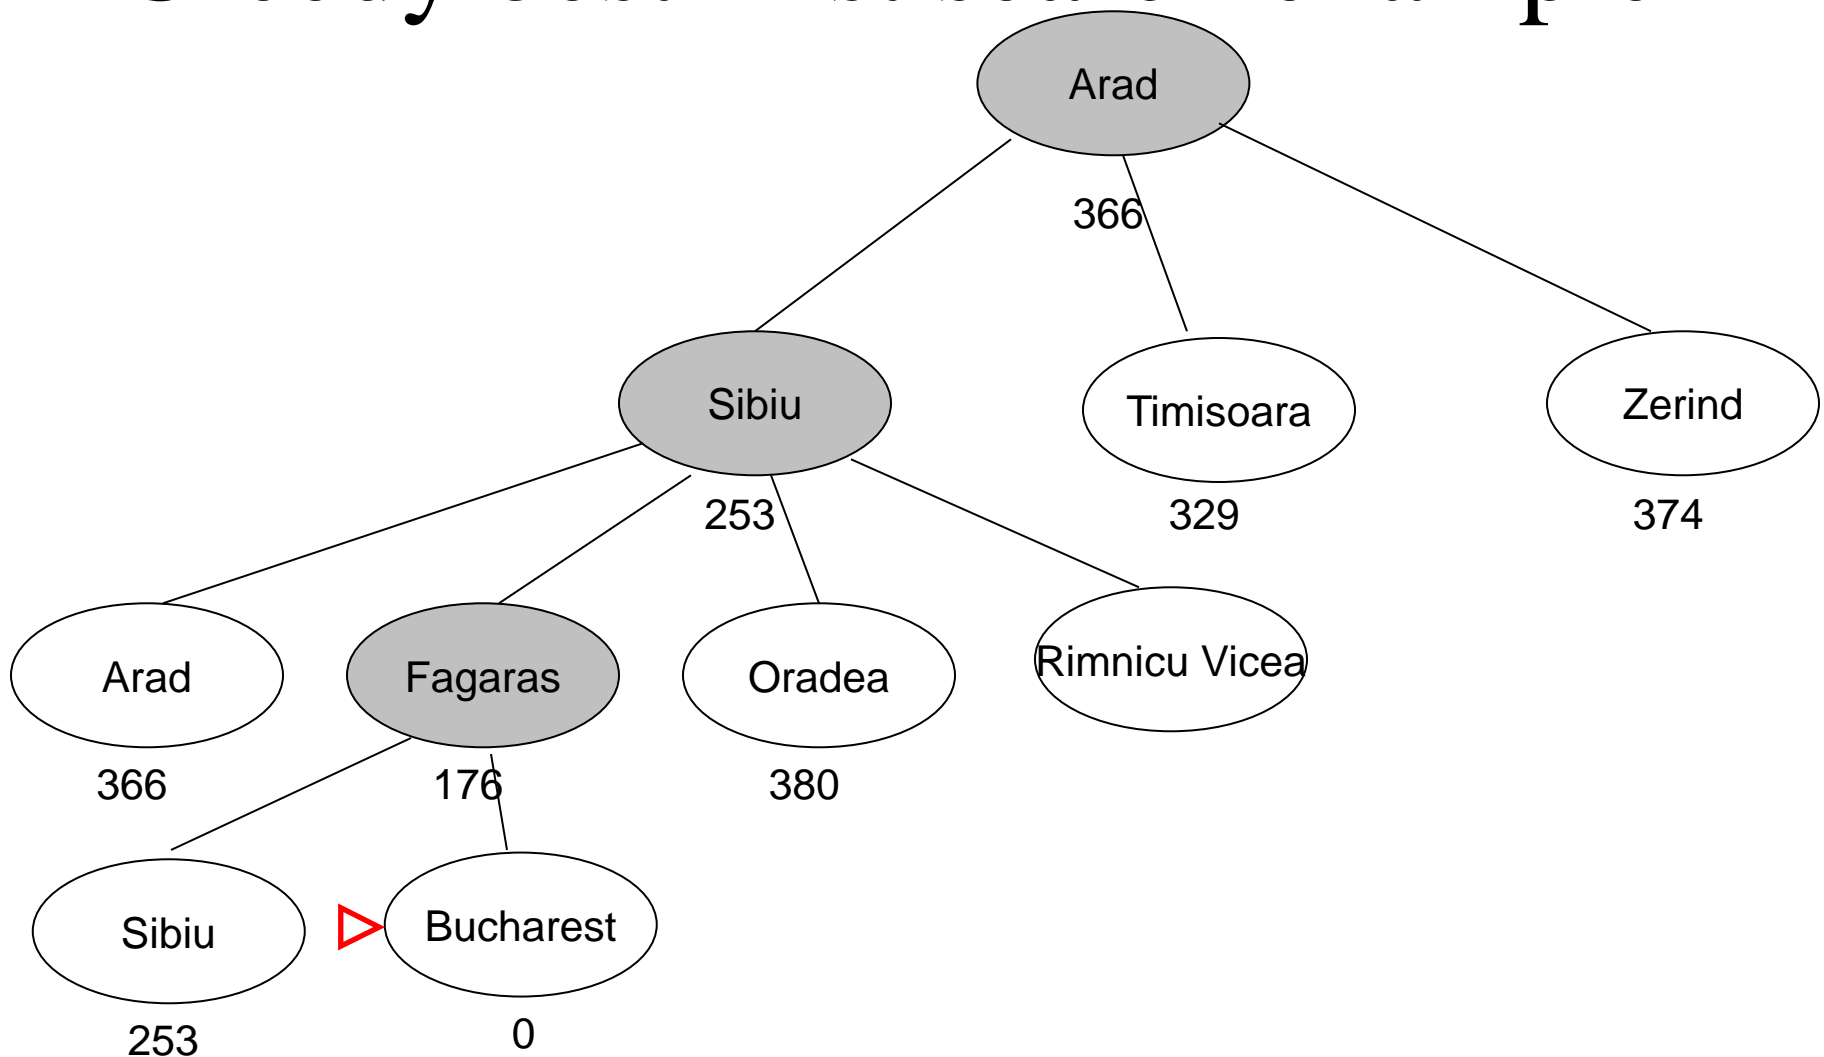 Arad
366
Sibiu
Timisoara
Zerind
253
329
374
Arad
Fagaras
Oradea
Rimnicu Vicea
366
176
380
Sibiu
Bucharest
253
0